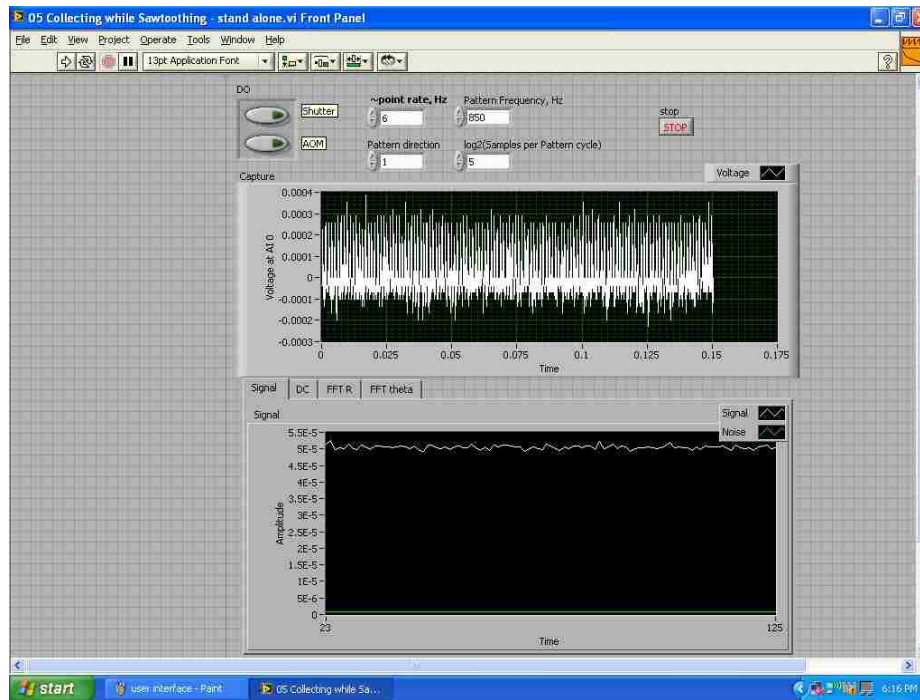 05 Collecting while Sawtoothing - stand alone.vi Front Panel
File Edit View Project Operate Tools Window Help
13pt Application Font
DO
Shutter
AOM
~point rate, Hz
6
Pattern Frequency, Hz
850
Pattern direction
1
log2(Samples per Pattern cycle)
5
stop
STOP
Capture
Voltage
0.0004
0.0003
0.0002
0.0001
0
-0.0001
-0.0002
-0.0003
Voltage at AI 0
0 0.025 0.05 0.075 0.1 0.125 0.15 0.175
Time
Signal DC FFT R FFT theta
Signal
Signal
Noise
5.5E-5
5E-5
4.5E-5
4E-5
3.5E-5
3E-5
2.5E-5
2E-5
1.5E-5
1E-5
5E-6
0
Amplitude
23 125
Time
start user interface - Paint 05 Collecting while Sa... 6:16 PM